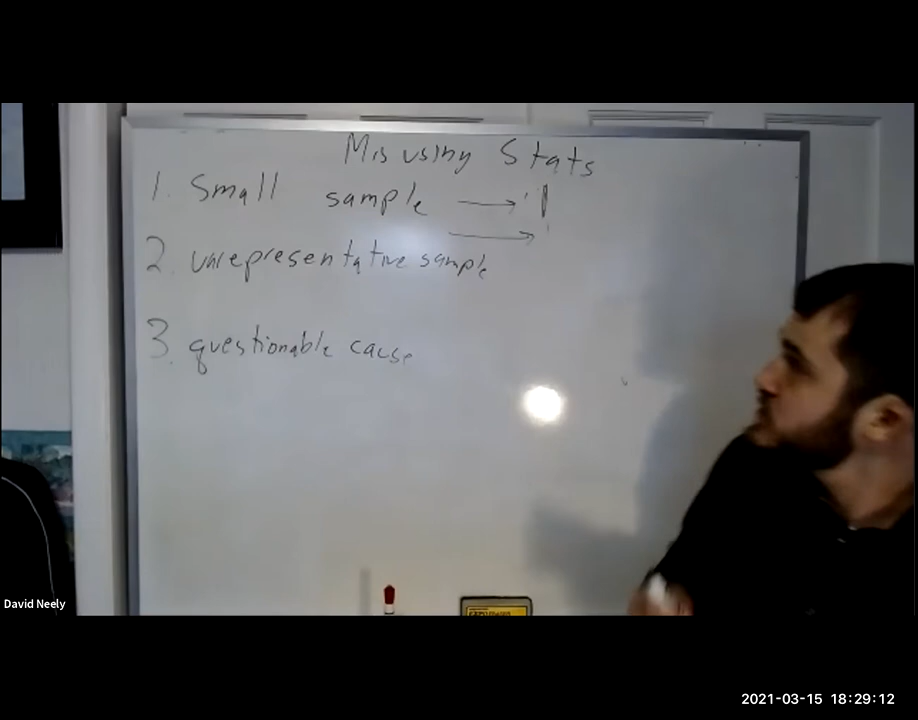 Misusing Stats
1. Small sample →
→
2. unrepresentative sample
3. questionable cause
David Neely
EXPO
2021-03-15 18:29:12